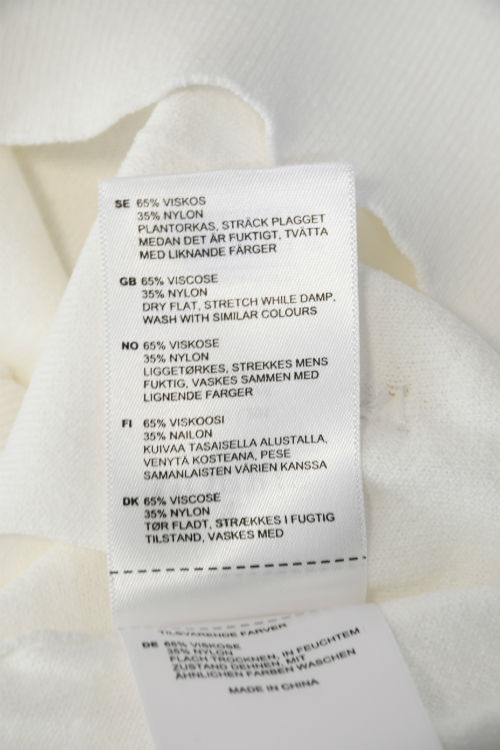 SE 65% VISKOS
35% NYLON
PLANTORKAS, STRÄCK PLAGGET
MEDAN DET ÄR FUKTIGT, TVÄTTA
MED LIKNANDE FÄRGER
GB 65% VISCOSE
35% NYLON
DRY FLAT, STRETCH WHILE DAMP,
WASH WITH SIMILAR COLOURS
NO 65% VISKOSE
35% NYLON
LIGGETØRKES, STREKKES MENS
FUKTIG, VASKES SAMMEN MED
LIGNENDE FARGER
FI 65% VISKOOSI
35% NAILON
KUIVAA TASAISELLA ALUSTALLA,
VENYTÄ KOSTEANA, PESE
SAMANLAISTEN VÄRIEN KANSSA
DK 65% VISCOSE
35% NYLON
TØR FLADT, STRÆKKES I FUGTIG
TILSTAND, VASKES MED
TILSVARENDE FARVER
DE 65% VISKOSE
35% NYLON
FLACH TROCKNEN, IN FEUCHTEM
ZUSTAND DEHNEN, MIT
ÄHNLICHEN FARBEN WASCHEN
MADE IN CHINA